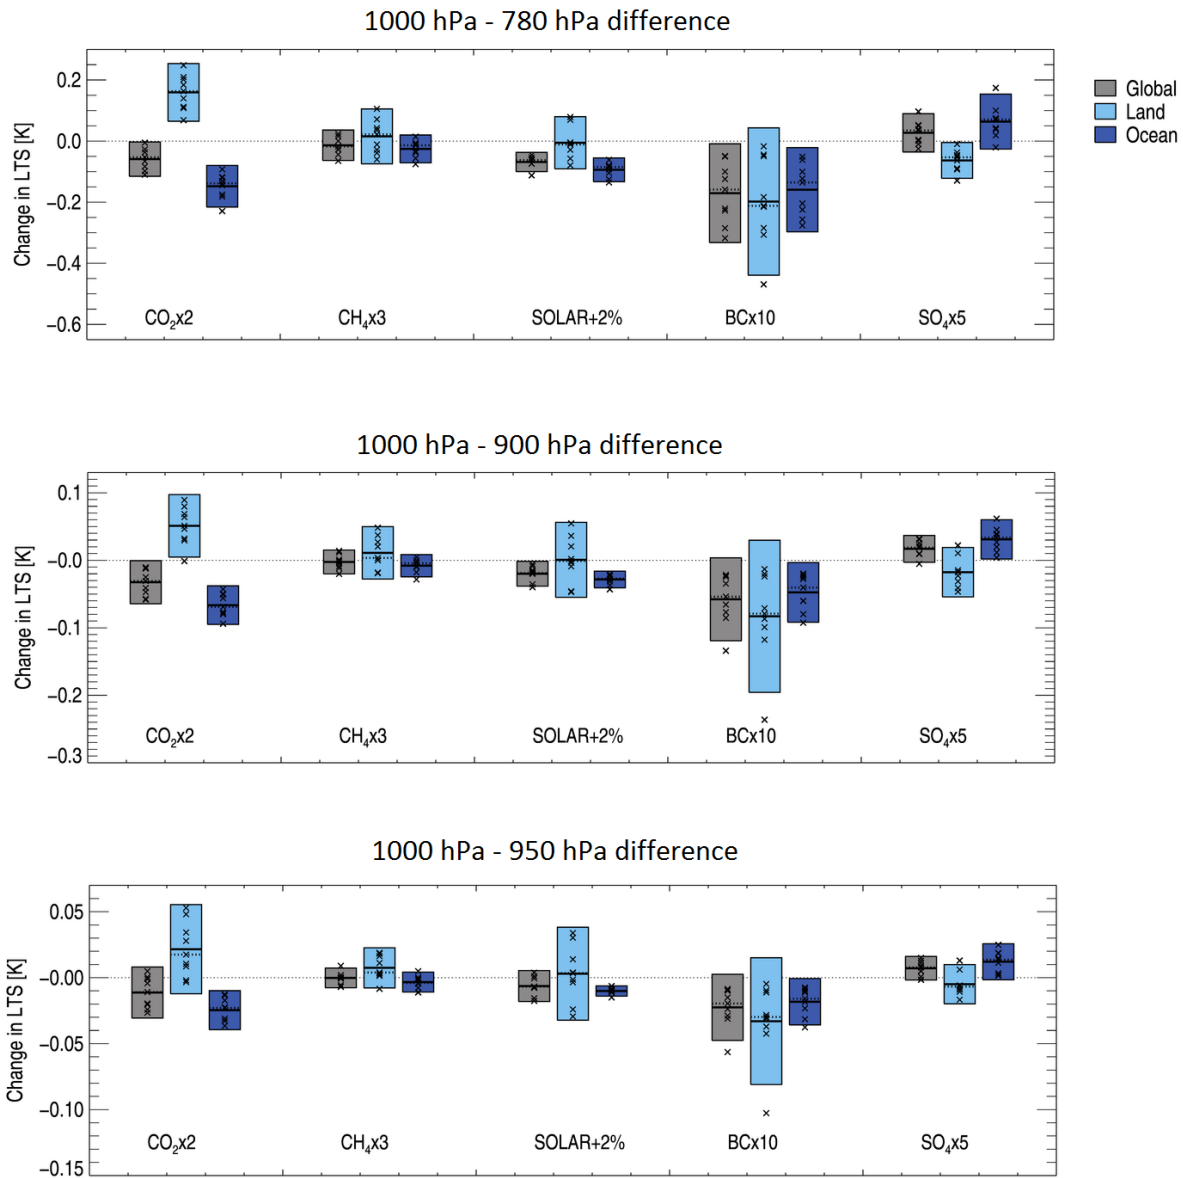 1000 hPa - 780 hPa difference
Change in LTS [K]
0.2
0.0
−0.2
−0.4
−0.6
CO₂x2
CH₄x3
SOLAR+2%
BCx10
SO₄x5
Global
Land
Ocean
1000 hPa - 900 hPa difference
Change in LTS [K]
0.1
−0.0
−0.1
−0.2
−0.3
CO₂x2
CH₄x3
SOLAR+2%
BCx10
SO₄x5
1000 hPa - 950 hPa difference
Change in LTS [K]
0.05
−0.00
−0.05
−0.10
−0.15
CO₂x2
CH₄x3
SOLAR+2%
BCx10
SO₄x5